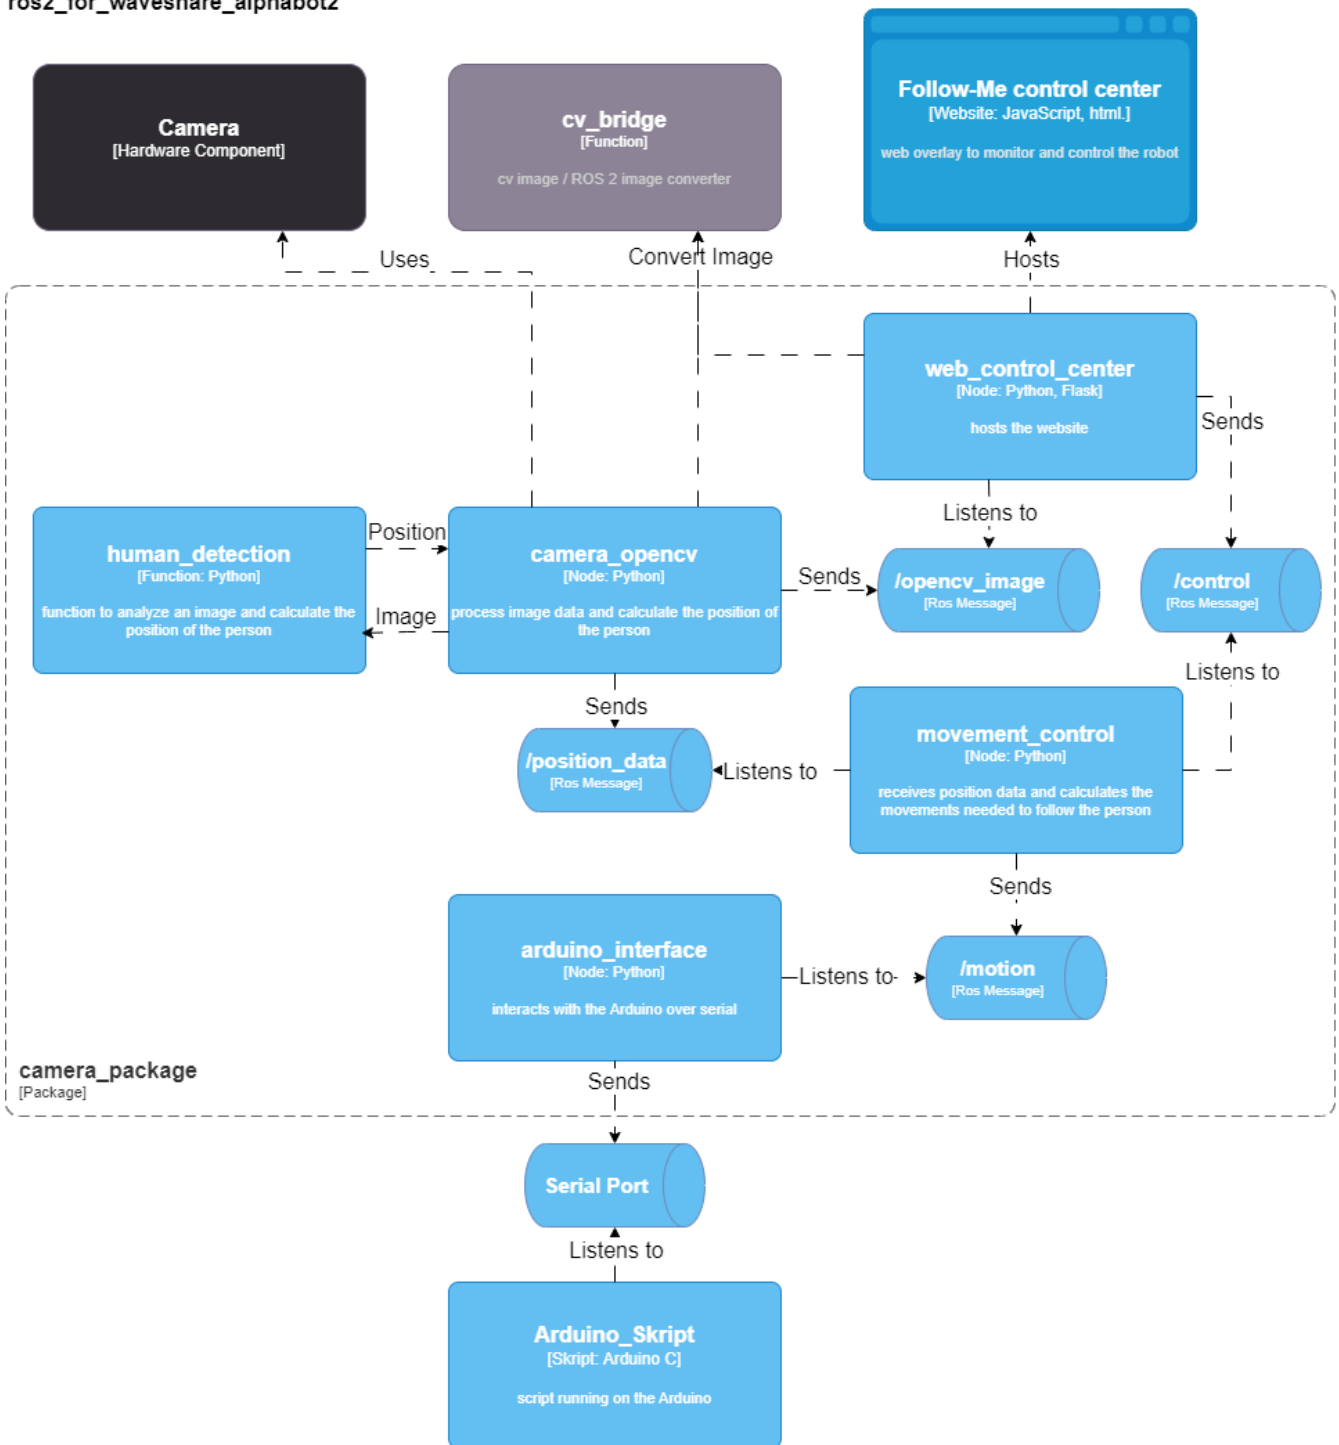 ros2_for_waveshare_alphabot2
Camera
[Hardware Component]
cv_bridge
[Function]
cv image / ROS 2 image converter
Follow-Me control center
[Website: JavaScript, html.]
web overlay to monitor and control the robot
Uses
Convert Image
Hosts
web_control_center
[Node: Python, Flask]
hosts the website
Sends
Listens to
human_detection
[Function: Python]
function to analyze an image and calculate the
position of the person
Position
Image
camera_opencv
[Node: Python]
process image data and calculate the position of
the person
Sends
/opencv_image
[Ros Message]
/control
[Ros Message]
Listens to
Sends
/position_data
[Ros Message]
Listens to
movement_control
[Node: Python]
receives position data and calculates the
movements needed to follow the person
Sends
arduino_interface
[Node: Python]
interacts with the Arduino over serial
Listens to
/motion
[Ros Message]
camera_package
[Package]
Sends
Serial Port
Listens to
Arduino_Skript
[Skript: Arduino C]
script running on the Arduino